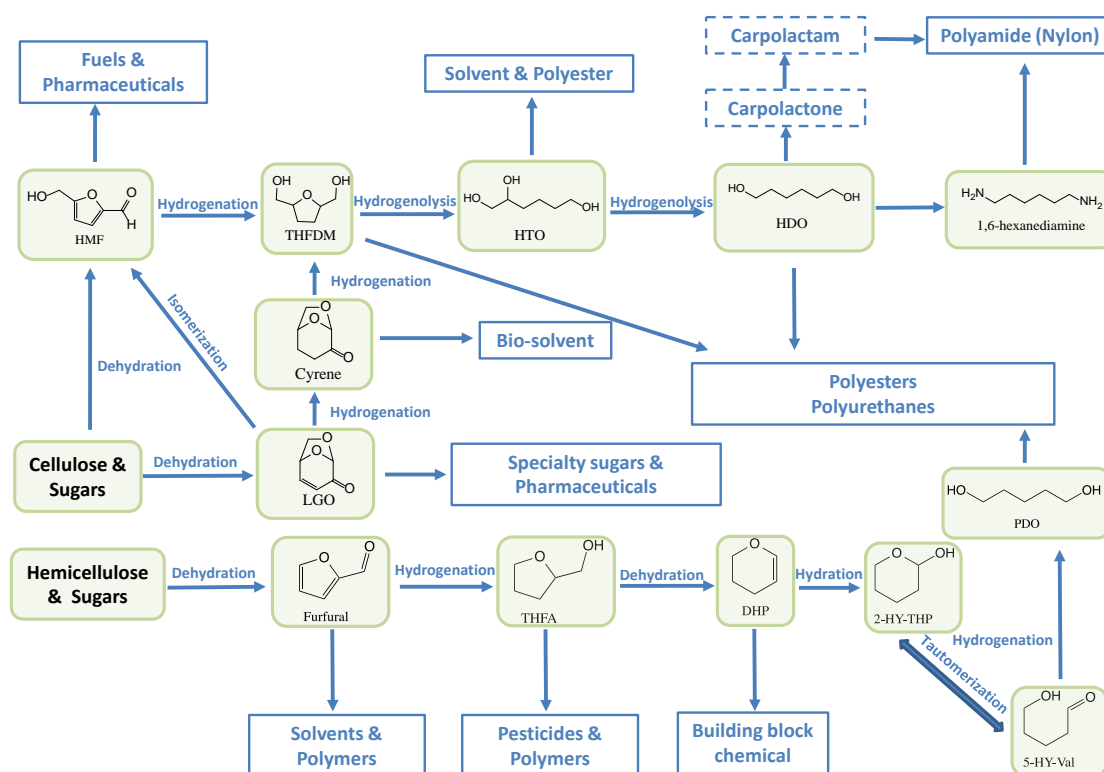 Carpolactam
Polyamide (Nylon)
Fuels &
Pharmaceuticals
Solvent & Polyester
Carpolactone
HO
O
O
H
HMF
Hydrogenation
OH
HO
O
THFDM
Hydrogenolysis
OH
HO
OH
HTO
Hydrogenolysis
HO
OH
HDO
H2N
NH2
1,6-hexanediamine
Isomerization
Hydrogenation
Dehydration
O
O
O
Cyrene
Bio-solvent
Polyesters
Polyurethanes
Hydrogenation
Cellulose &
Sugars
Dehydration
O
O
O
LGO
Specialty sugars &
Pharmaceuticals
HO
OH
PDO
Hemicellulose
& Sugars
Dehydration
O
O
Furfural
Hydrogenation
O
OH
THFA
Dehydration
O
DHP
Hydration
O
OH
2-HY-THP
Tautomerization
Hydrogenation
OH
O
5-HY-Val
Solvents &
Polymers
Pesticides &
Polymers
Building block
chemical